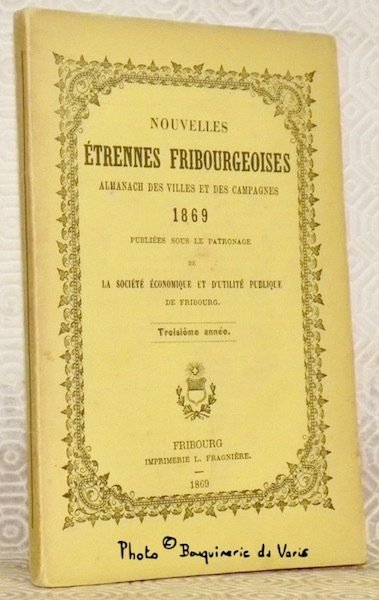 NOUVELLES
ÉTRENNES FRIBOURGEOISES
ALMANACH DES VILLES ET DES CAMPAGNES
1869
PUBLIÉES SOUS LE PATRONAGE
DE
LA SOCIÉTÉ ÉCONOMIQUE ET D'UTILITÉ PUBLIQUE
DE FRIBOURG.
Troisième année.
FRIBOURG
IMPRIMERIE L. FRAGNIÈRE.
1869
Photo © Bouquinerie du Varis